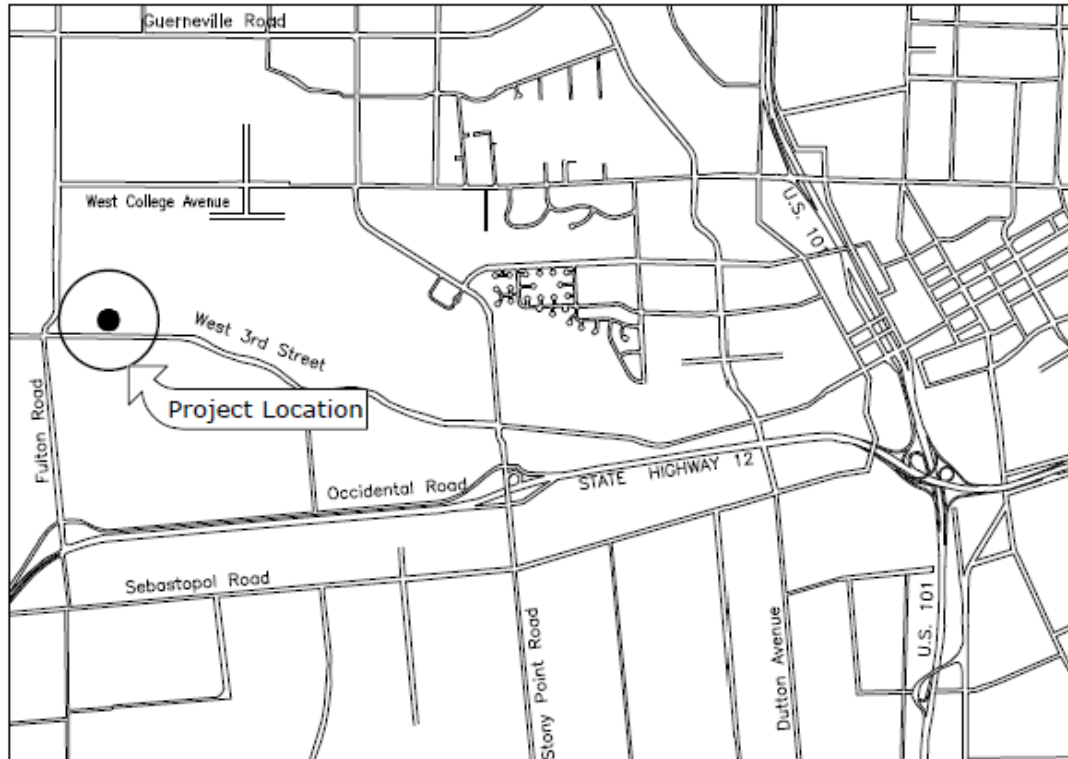 Guerneville Road
West College Avenue
U.S. 101
West 3rd Street
Project Location
Fulton Road
Occidental Road
STATE HIGHWAY 12
Sebastopol Road
Stony Point Road
Dutton Avenue
U.S. 101